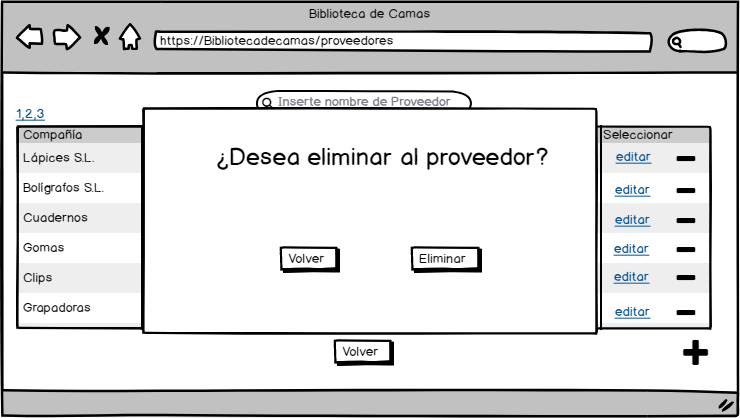 Biblioteca de Camas
https://Bibliotecadecamas/proveedores
Inserte nombre de Proveedor
1,2,3
Compañía
Seleccionar
¿Desea eliminar al proveedor?
Lápices S.L.
editar
Bolígrafos S.L.
editar
Cuadernos
editar
Gomas
editar
Volver
Eliminar
Clips
editar
Grapadoras
editar
Volver